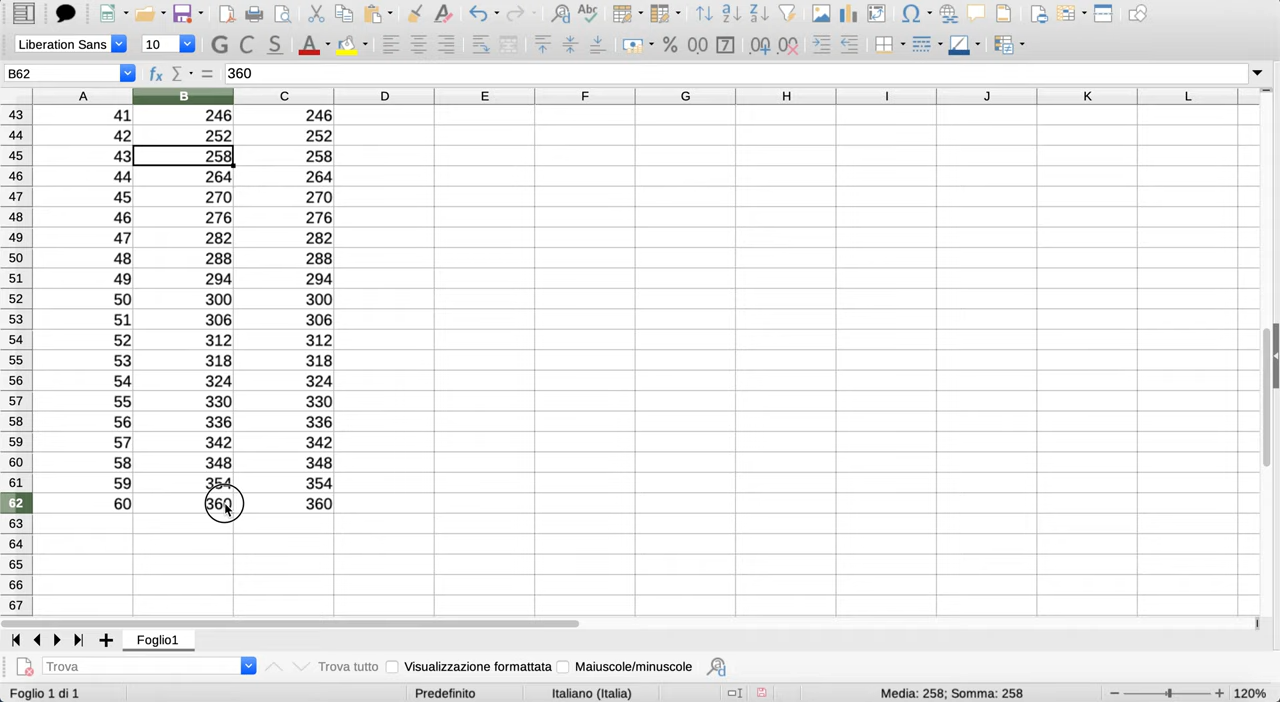 Liberation Sans 10 G C S A % 0,0 7
B62 fx Σ = 360
A B C D E F G H I J K L
43 41 246 246
44 42 252 252
45 43 258 258
46 44 264 264
47 45 270 270
48 46 276 276
49 47 282 282
50 48 288 288
51 49 294 294
52 50 300 300
53 51 306 306
54 52 312 312
55 53 318 318
56 54 324 324
57 55 330 330
58 56 336 336
59 57 342 342
60 58 348 348
61 59 354 354
62 60 360 360
63
64
65
66
67
Foglio1
Trova Trova tutto Visualizzazione formattata Maiuscole/minuscole
Foglio 1 di 1 Predefinito Italiano (Italia) Media: 258; Somma: 258 120%